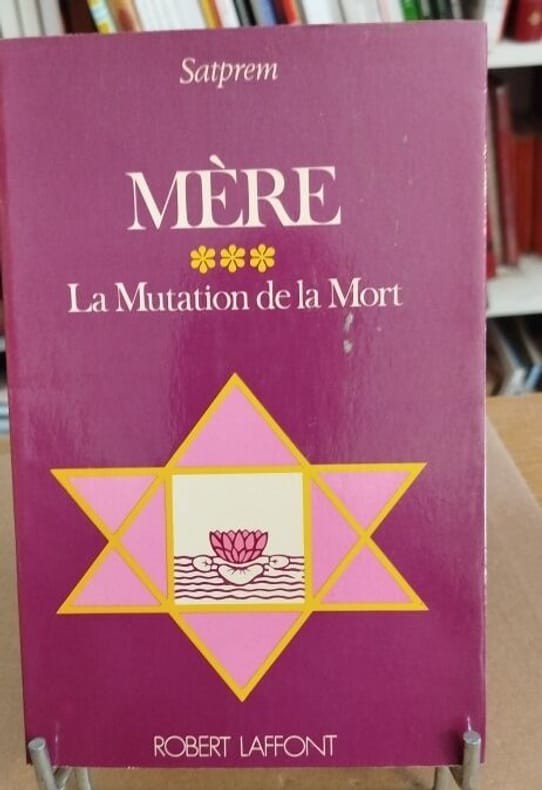 Satprem
MÈRE
***
La Mutation de la Mort
ROBERT LAFFONT